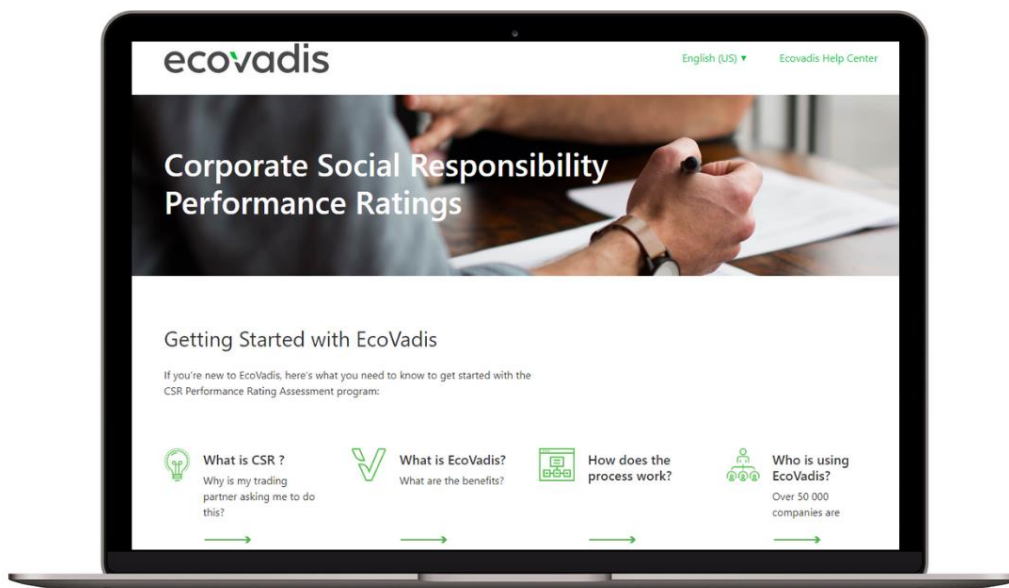 ecovadis
English (US) ▼ Ecovadis Help Center
Corporate Social Responsibility
Performance Ratings
Getting Started with EcoVadis
If you're new to EcoVadis, here's what you need to know to get started with the
CSR Performance Rating Assessment program:
What is CSR ?
Why is my trading
partner asking me to do
this?
What is EcoVadis?
What are the benefits?
How does the
process work?
Who is using
EcoVadis?
Over 50 000
companies are